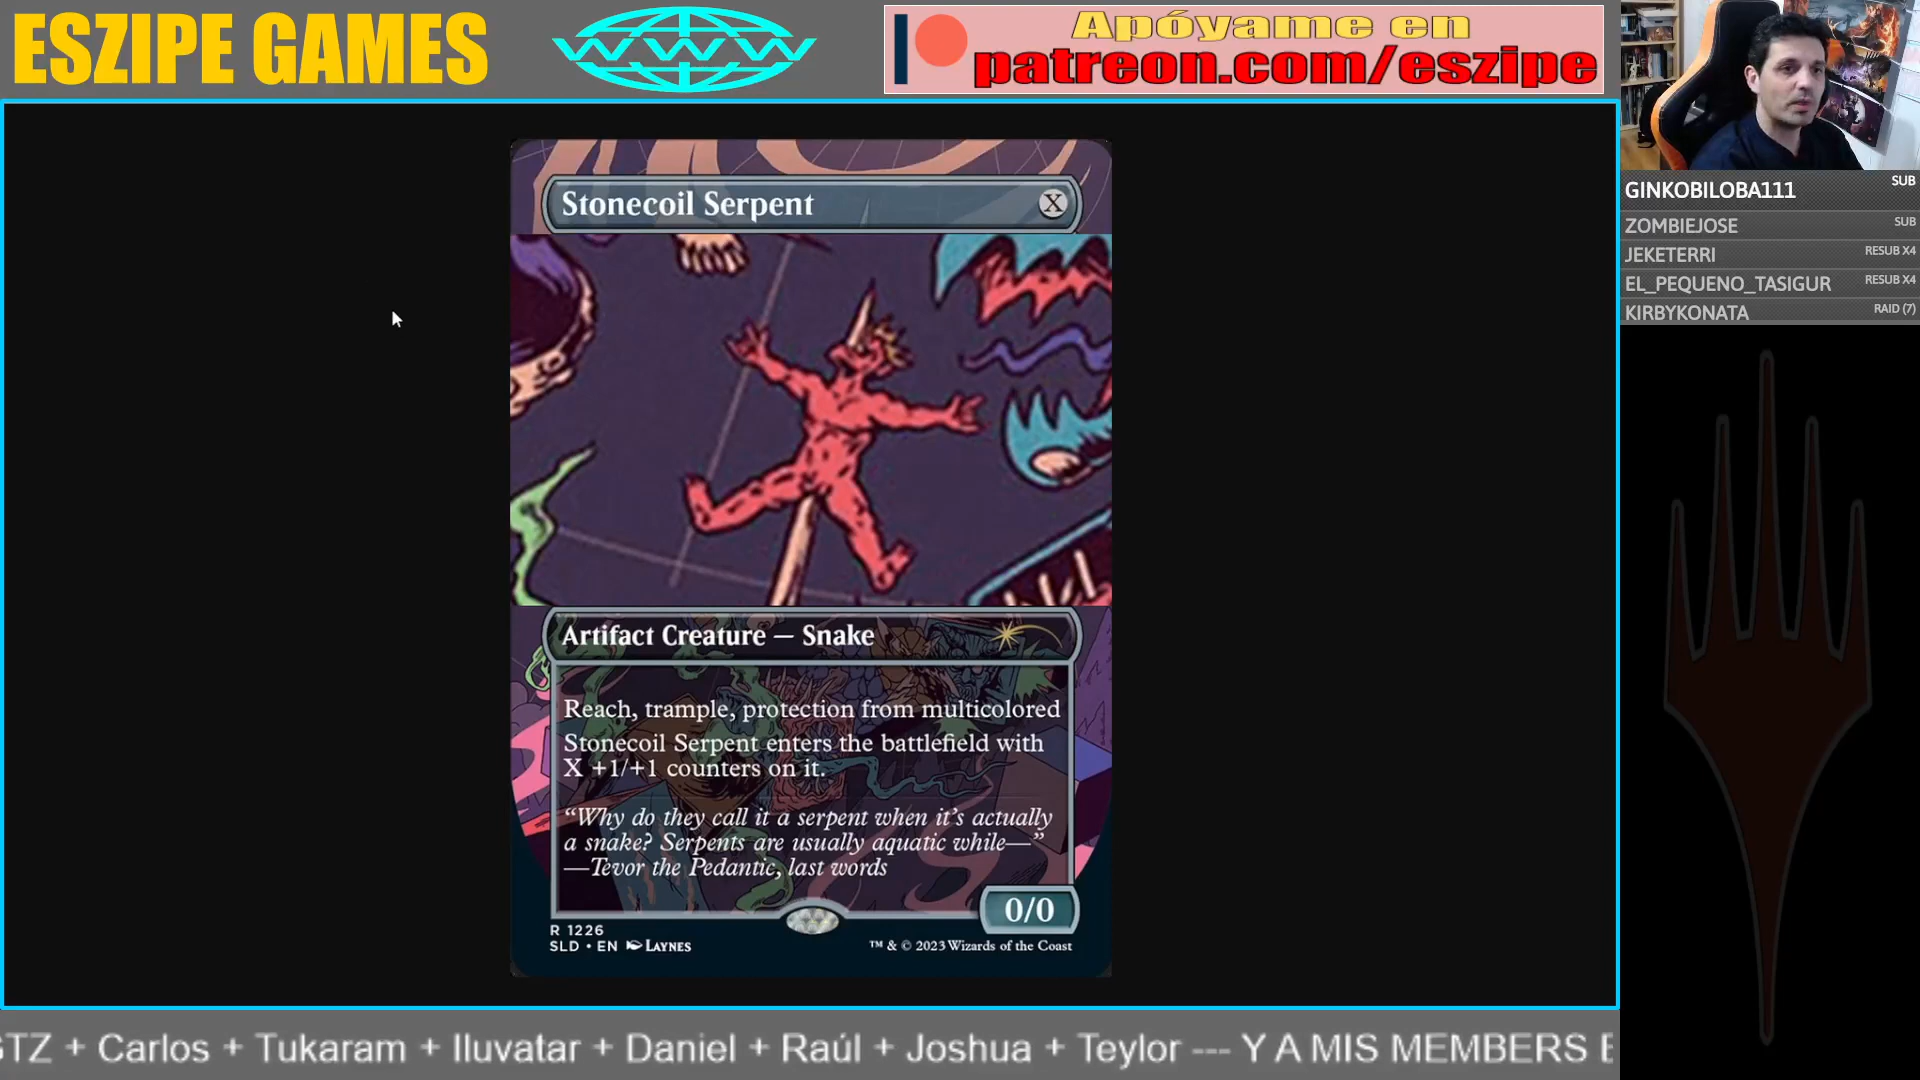 ESZIPE GAMES
WWW
Apóyame en
patreon.com/eszipe
GINKOBILOBA111 SUB
ZOMBIEJOSE SUB
JEKETERRI RESUB X4
EL_PEQUENO_TASIGUR RESUB X4
KIRBYKONATA RAID (7)
Stonecoil Serpent X
Artifact Creature — Snake
Reach, trample, protection from multicolored
Stonecoil Serpent enters the battlefield with
X +1/+1 counters on it.
“Why do they call it a serpent when it’s actually
a snake? Serpents are usually aquatic while—”
—Tevor the Pedantic, last words
0/0
R 1226
SLD • EN LAYNES
™ & © 2023 Wizards of the Coast
+ Carlos + Tukaram + Iluvatar + Daniel + Raúl + Joshua + Teylor --- Y A MIS MEMBERS